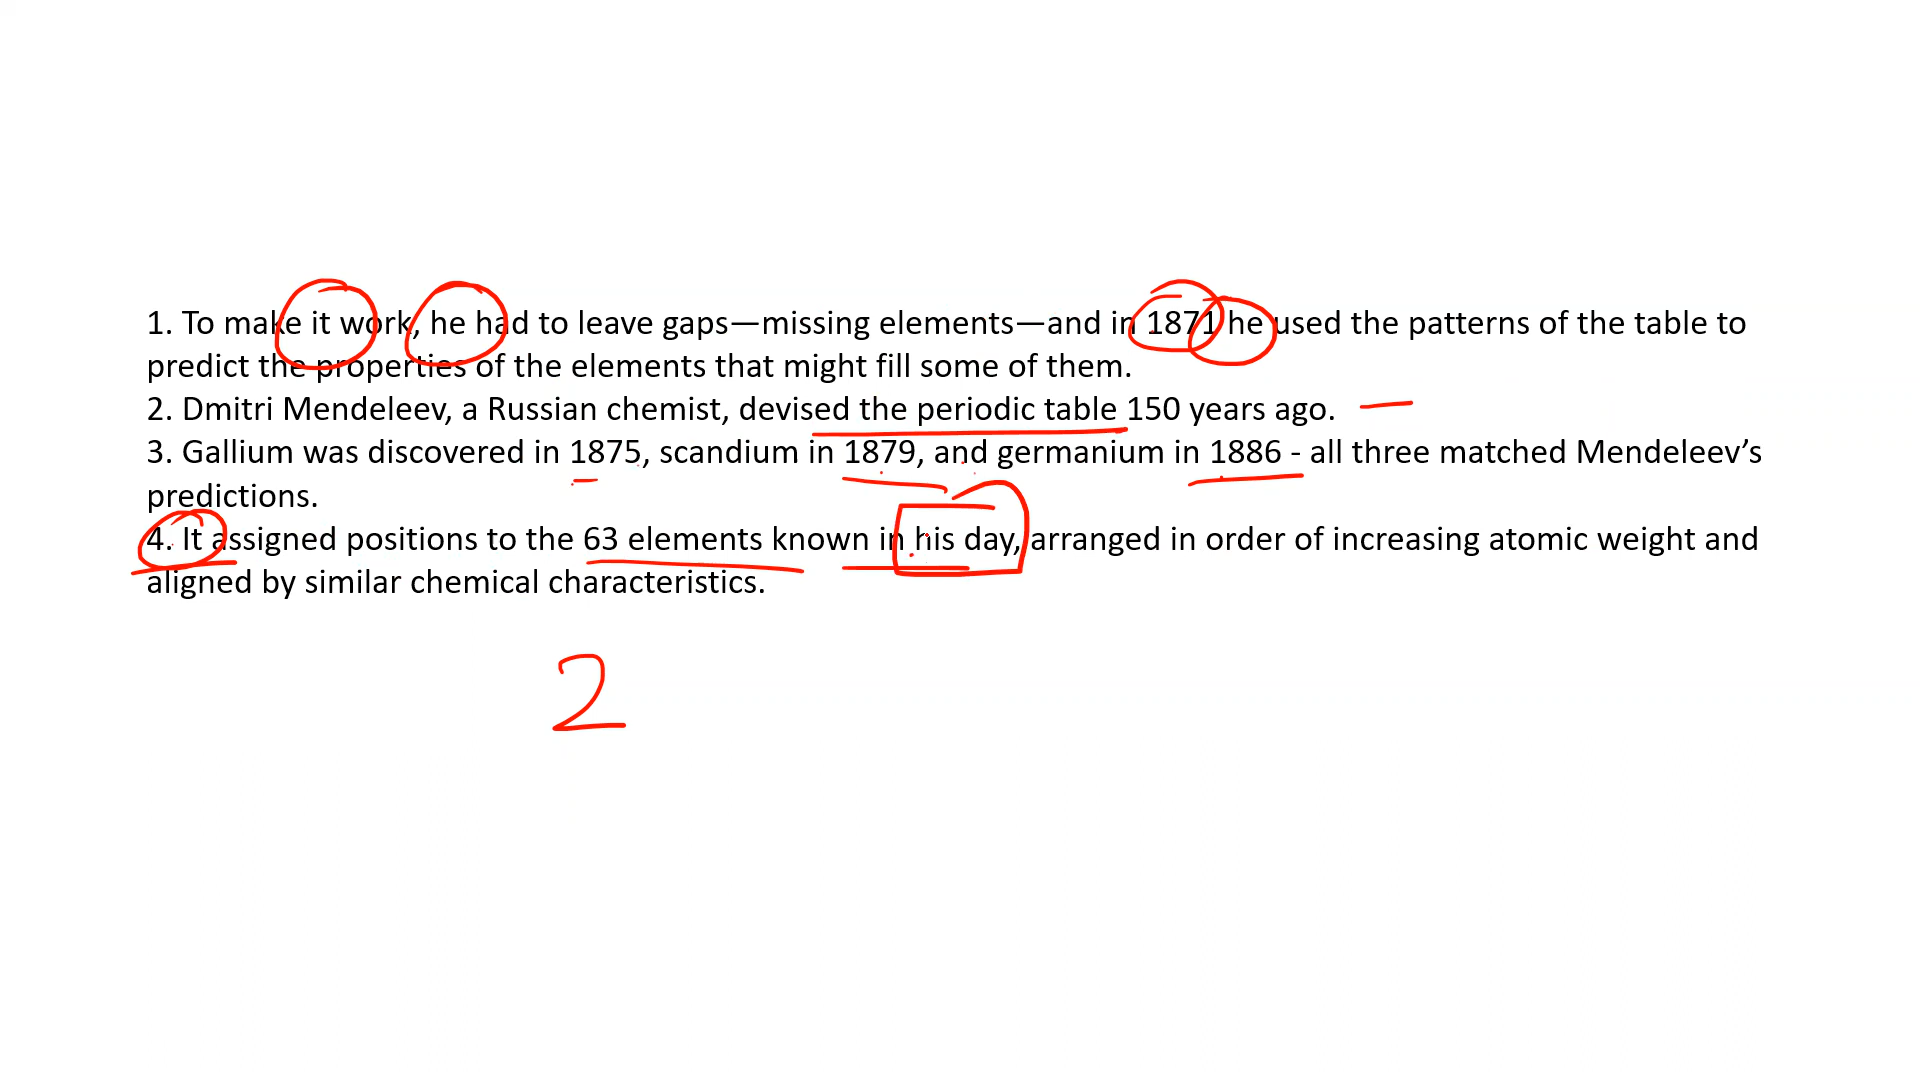 1. To make it work, he had to leave gaps—missing elements—and in 1871 he used the patterns of the table to
predict the properties of the elements that might fill some of them.
2. Dmitri Mendeleev, a Russian chemist, devised the periodic table 150 years ago.
3. Gallium was discovered in 1875, scandium in 1879, and germanium in 1886 - all three matched Mendeleev’s
predictions.
4. It assigned positions to the 63 elements known in his day, arranged in order of increasing atomic weight and
aligned by similar chemical characteristics.
2